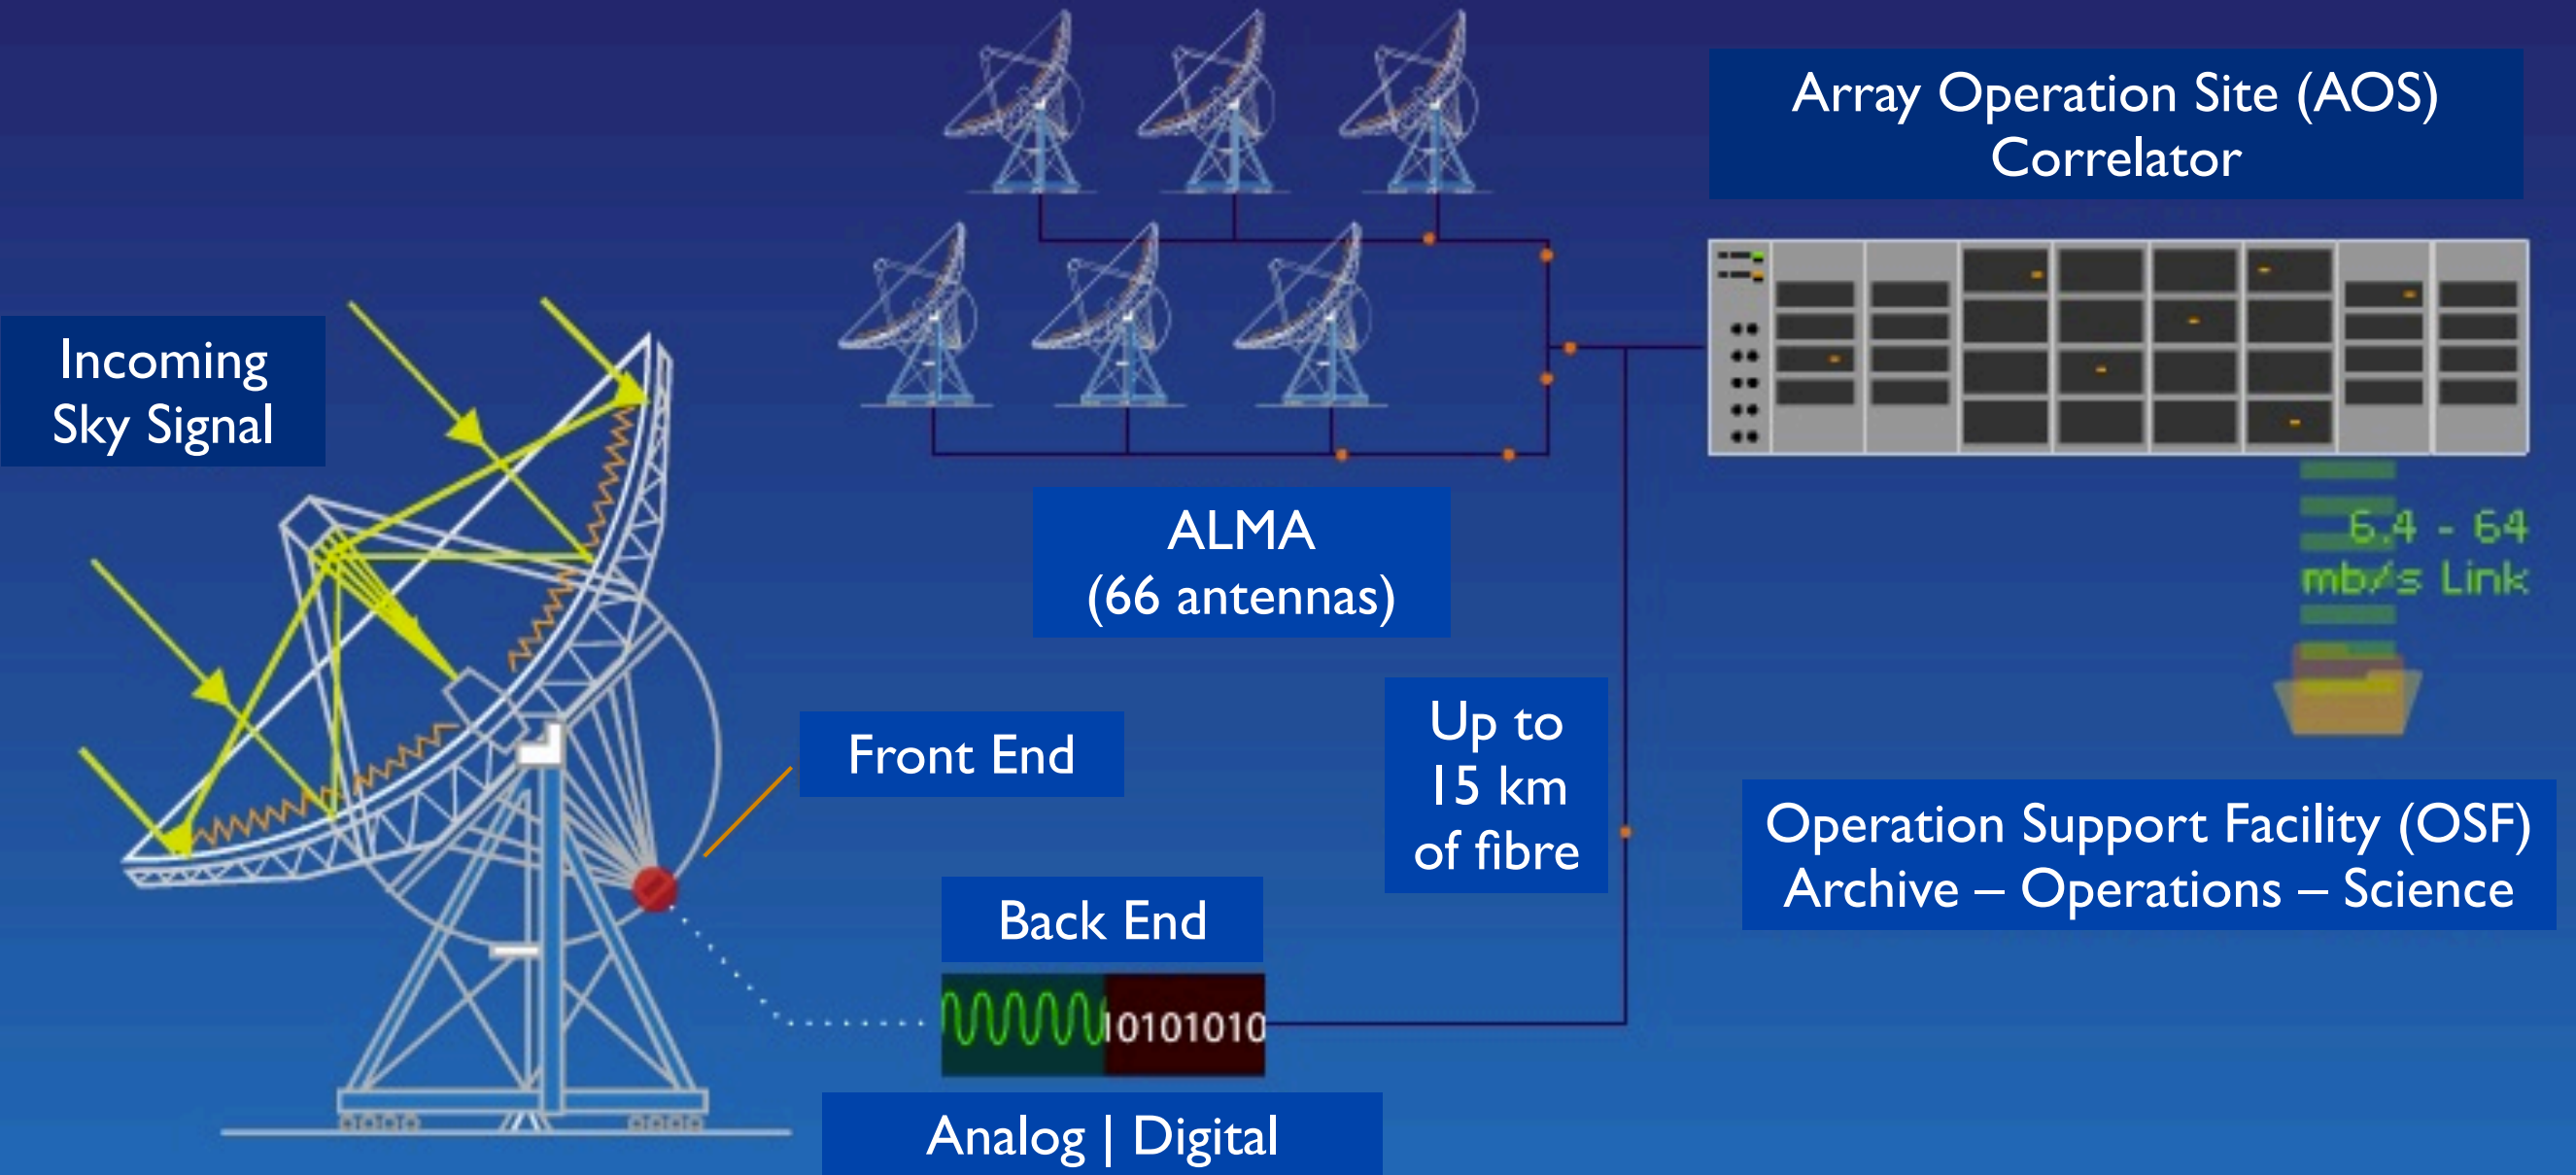 Array Operation Site (AOS)
Correlator
Incoming
Sky Signal
ALMA
(66 antennas)
6.4 - 64
mb/s Link
Front End
Up to
15 km
of fibre
Operation Support Facility (OSF)
Archive – Operations – Science
Back End
10101010
Analog | Digital